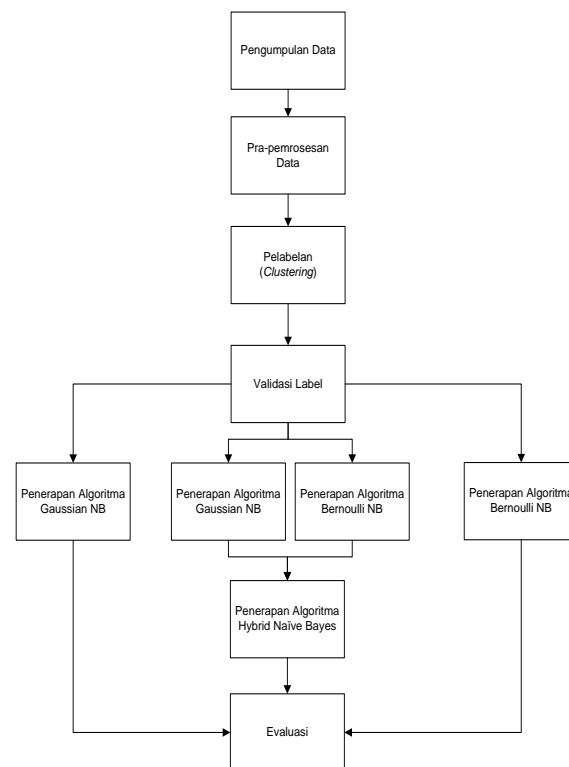 Pengumpulan Data
Pra-pemrosesan
Data
Pelabelan
(Clustering)
Validasi Label
Penerapan Algoritma
Gaussian NB
Penerapan Algoritma
Gaussian NB
Penerapan Algoritma
Bernoulli NB
Penerapan Algoritma
Bernoulli NB
Penerapan Algoritma
Hybrid Naïve Bayes
Evaluasi